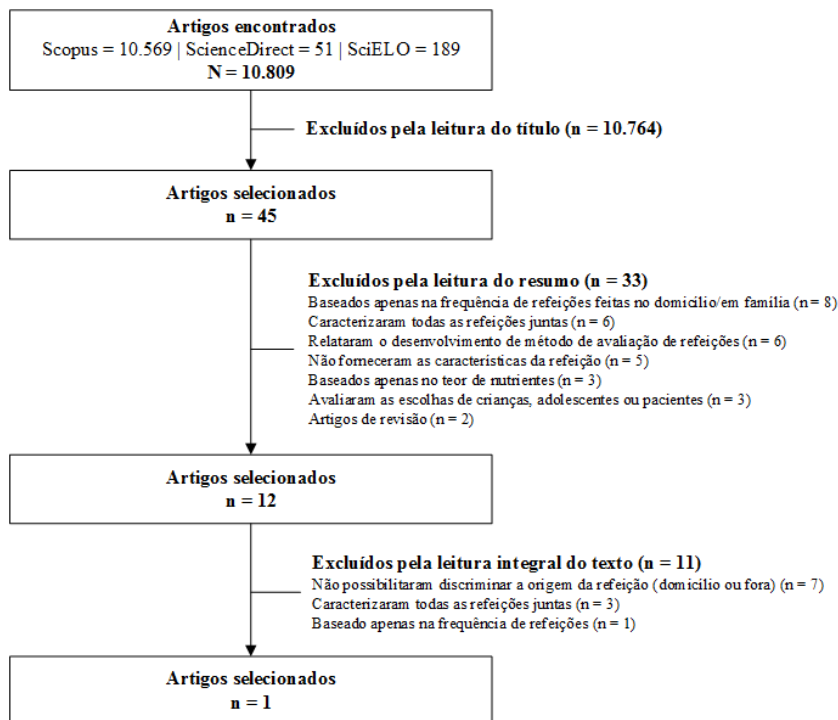 Artigos encontrados
Scopus = 10.569 | ScienceDirect = 51 | SciELO = 189
N = 10.809
Excluídos pela leitura do título (n = 10.764)
Artigos selecionados
n = 45
Excluídos pela leitura do resumo (n = 33)
Baseados apenas na frequência de refeições feitas no domicílio/em família (n = 8)
Caracterizaram todas as refeições juntas (n = 6)
Relataram o desenvolvimento de método de avaliação de refeições (n = 6)
Não forneceram as características da refeição (n = 5)
Baseados apenas no teor de nutrientes (n = 3)
Avaliaram as escolhas de crianças, adolescentes ou pacientes (n = 3)
Artigos de revisão (n = 2)
Artigos selecionados
n = 12
Excluídos pela leitura integral do texto (n = 11)
Não possibilitaram discriminar a origem da refeição (domicílio ou fora) (n = 7)
Caracterizaram todas as refeições juntas (n = 3)
Baseado apenas na frequência de refeições (n = 1)
Artigos selecionados
n = 1